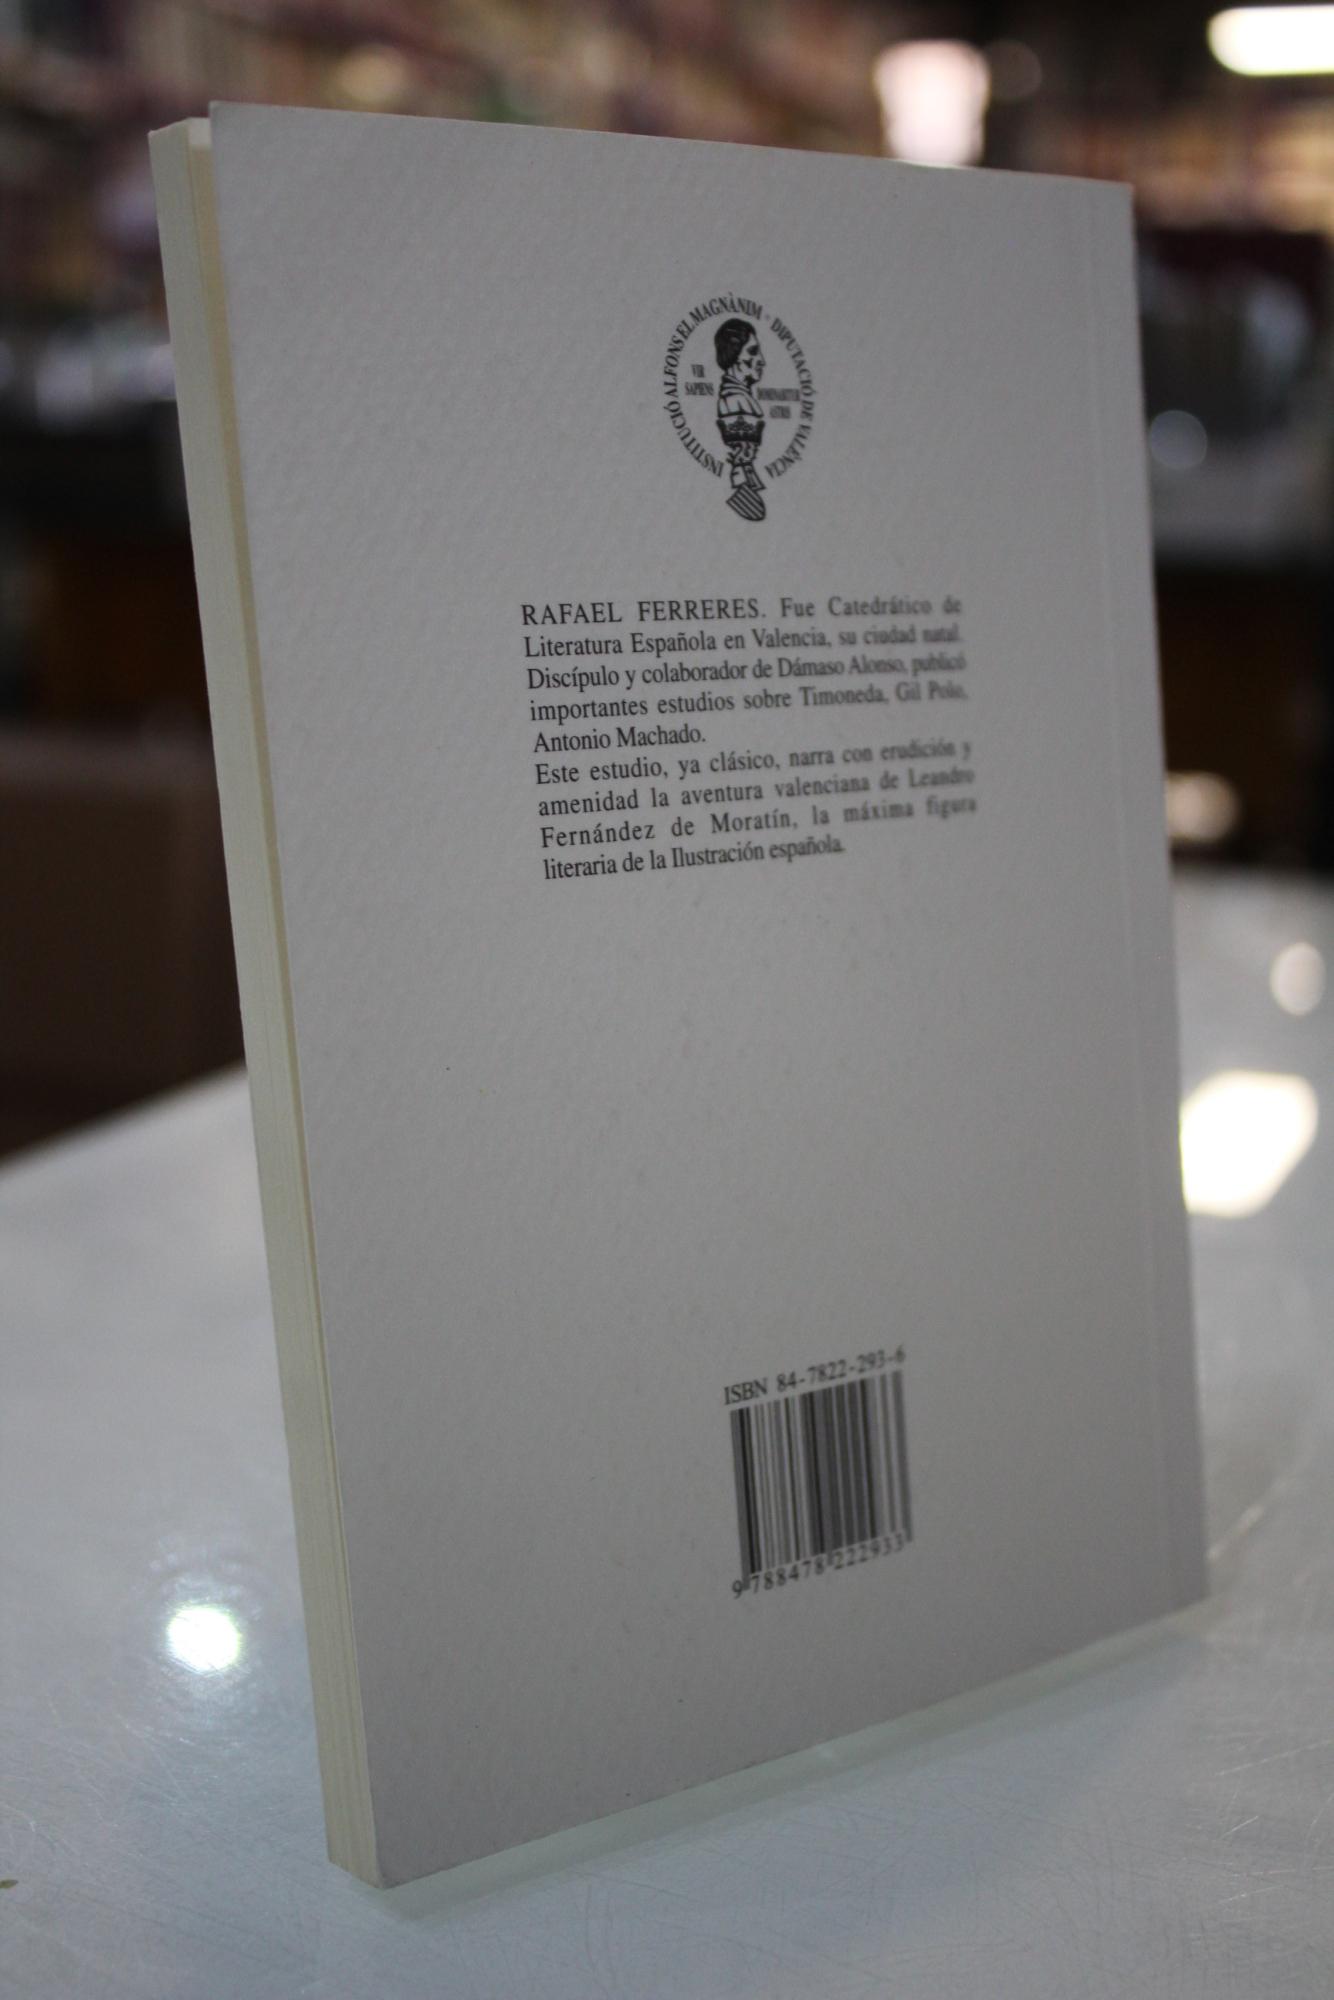 INSTITUCIÓ ALFONS EL MAGNÀNIM - DIPUTACIÓ DE VALÈNCIA
VIR
SAPIENS
DOMINABITUR
ASTRIS
RAFAEL FERRERES. Fue Catedrático de
Literatura Española en Valencia, su ciudad natal.
Discípulo y colaborador de Dámaso Alonso, publicó
importantes estudios sobre Timoneda, Gil Polo,
Antonio Machado.
Este estudio, ya clásico, narra con erudición y
amenidad la aventura valenciana de Leandro
Fernández de Moratín, la máxima figura
literaria de la Ilustración española.
ISBN 84-7822-293-6
9 788478 222933